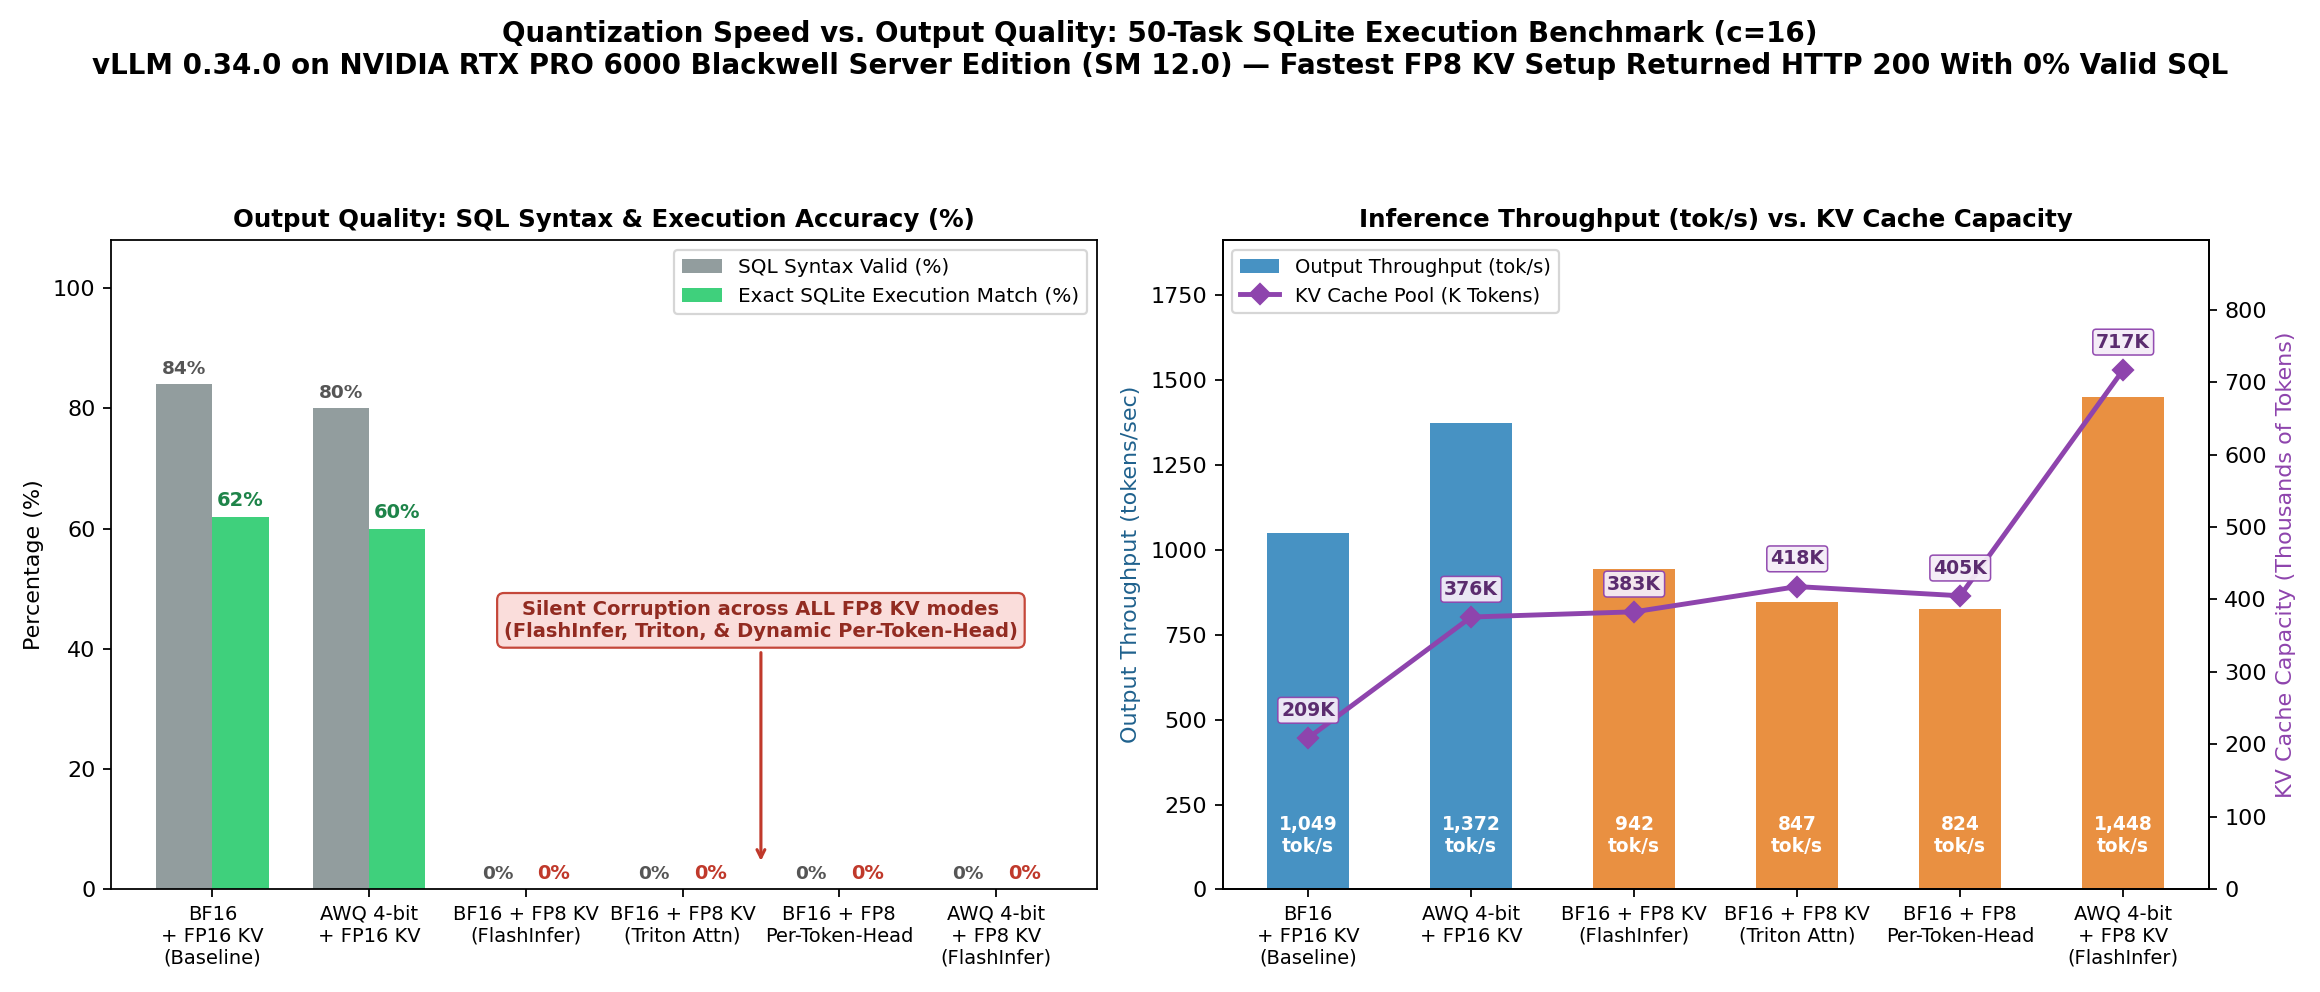 Quantization Speed vs. Output Quality: 50-Task SQLite Execution Benchmark (c=16)
vLLM 0.34.0 on NVIDIA RTX PRO 6000 Blackwell Server Edition (SM 12.0) — Fastest FP8 KV Setup Returned HTTP 200 With 0% Valid SQL
Output Quality: SQL Syntax & Execution Accuracy (%)
SQL Syntax Valid (%)
Exact SQLite Execution Match (%)
Percentage (%)
100
80
60
40
20
0
84%
62%
80%
60%
Silent Corruption across ALL FP8 KV modes
(FlashInfer, Triton, & Dynamic Per-Token-Head)
0%
0%
0%
0%
0%
0%
0%
0%
BF16
+ FP16 KV
(Baseline)
AWQ 4-bit
+ FP16 KV
BF16 + FP8 KV
(FlashInfer)
BF16 + FP8 KV
(Triton Attn)
BF16 + FP8
Per-Token-Head
AWQ 4-bit
+ FP8 KV
(FlashInfer)
Inference Throughput (tok/s) vs. KV Cache Capacity
Output Throughput (tok/s)
KV Cache Pool (K Tokens)
Output Throughput (tokens/sec)
1750
1500
1250
1000
750
500
250
0
209K
376K
383K
418K
405K
717K
1,049
tok/s
1,372
tok/s
942
tok/s
847
tok/s
824
tok/s
1,448
tok/s
800
700
600
500
400
300
200
100
0
KV Cache Capacity (Thousands of Tokens)
BF16
+ FP16 KV
(Baseline)
AWQ 4-bit
+ FP16 KV
BF16 + FP8 KV
(FlashInfer)
BF16 + FP8 KV
(Triton Attn)
BF16 + FP8
Per-Token-Head
AWQ 4-bit
+ FP8 KV
(FlashInfer)